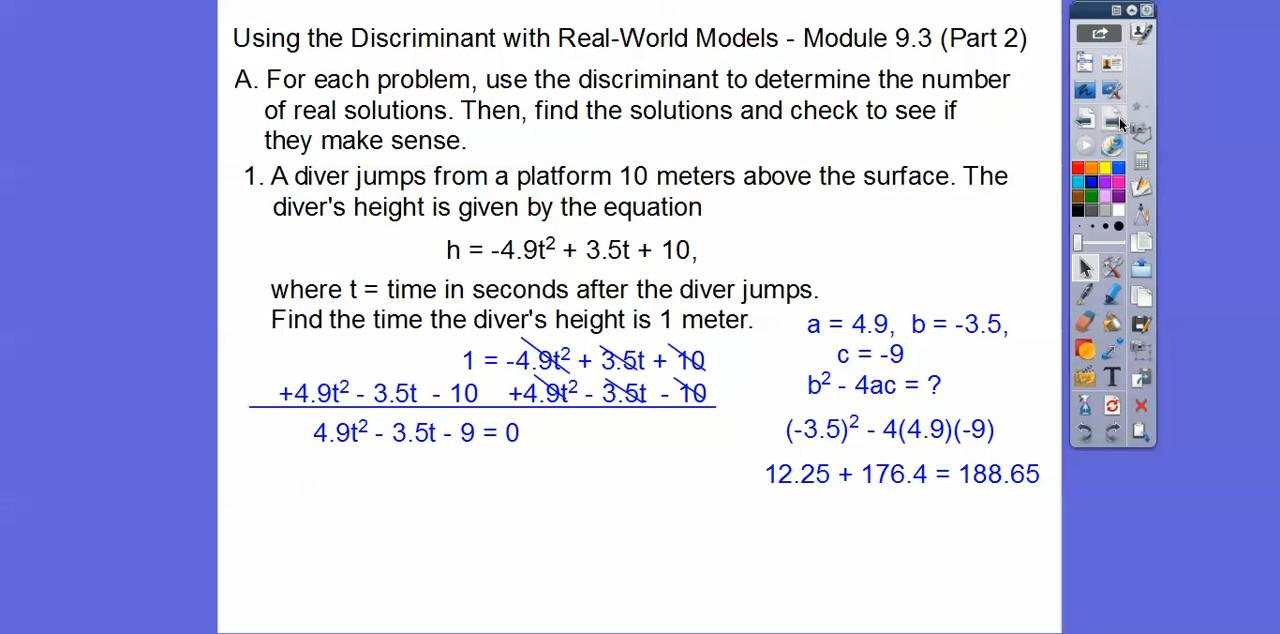 Using the Discriminant with Real-World Models - Module 9.3 (Part 2)
A. For each problem, use the discriminant to determine the number
of real solutions. Then, find the solutions and check to see if
they make sense.
1. A diver jumps from a platform 10 meters above the surface. The
diver's height is given by the equation
h = -4.9t² + 3.5t + 10,
where t = time in seconds after the diver jumps.
Find the time the diver's height is 1 meter.
1 = -4.9t² + 3.5t + 10
+4.9t² - 3.5t - 10 +4.9t² - 3.5t - 10
4.9t² - 3.5t - 9 = 0
a = 4.9, b = -3.5,
c = -9
b² - 4ac = ?
(-3.5)² - 4(4.9)(-9)
12.25 + 176.4 = 188.65